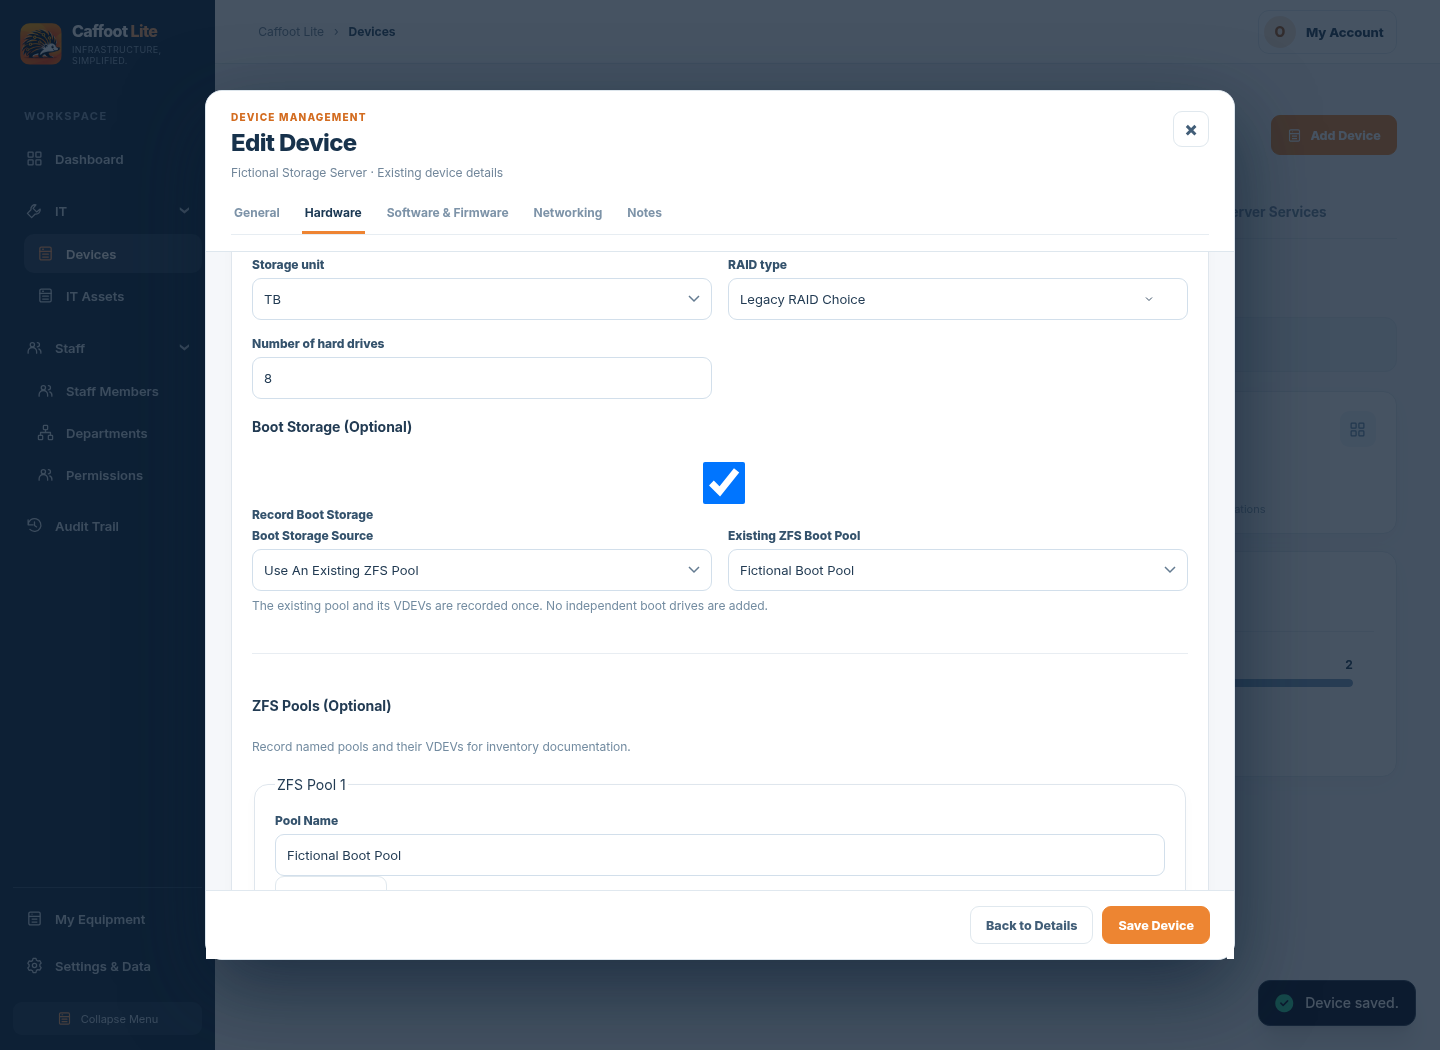 Caffoot Lite
INFRASTRUCTURE,
SIMPLIFIED.
Caffoot Lite › Devices
O My Account
WORKSPACE
Dashboard
IT
Devices
IT Assets
Staff
Staff Members
Departments
Permissions
Audit Trail
My Equipment
Settings & Data
Collapse Menu
Add Device
erver Services
ations
2
DEVICE MANAGEMENT
Edit Device
Fictional Storage Server · Existing device details
General Hardware Software & Firmware Networking Notes
Storage unit
TB
RAID type
Legacy RAID Choice
Number of hard drives
8
Boot Storage (Optional)
Record Boot Storage
Boot Storage Source
Use An Existing ZFS Pool
Existing ZFS Boot Pool
Fictional Boot Pool
The existing pool and its VDEVs are recorded once. No independent boot drives are added.
ZFS Pools (Optional)
Record named pools and their VDEVs for inventory documentation.
ZFS Pool 1
Pool Name
Fictional Boot Pool
Back to Details
Save Device
Device saved.